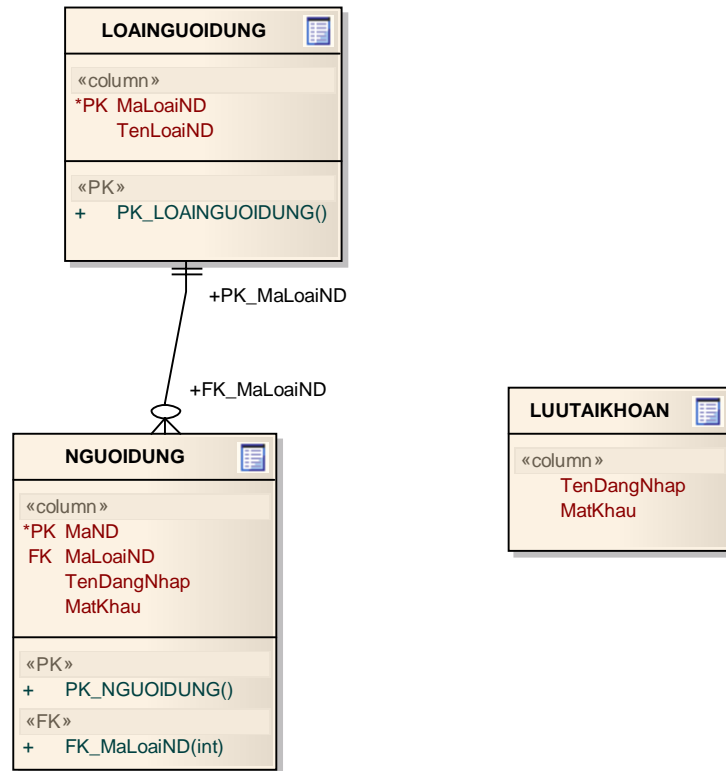 LOAINGUOIDUNG
«column»
*PK MaLoaiND
TenLoaiND
«PK»
+ PK_LOAINGUOIDUNG()
+PK_MaLoaiND
+FK_MaLoaiND
NGUOIDUNG
«column»
*PK MaND
FK MaLoaiND
TenDangNhap
MatKhau
«PK»
+ PK_NGUOIDUNG()
«FK»
+ FK_MaLoaiND(int)
LUUTAIKHOAN
«column»
TenDangNhap
MatKhau